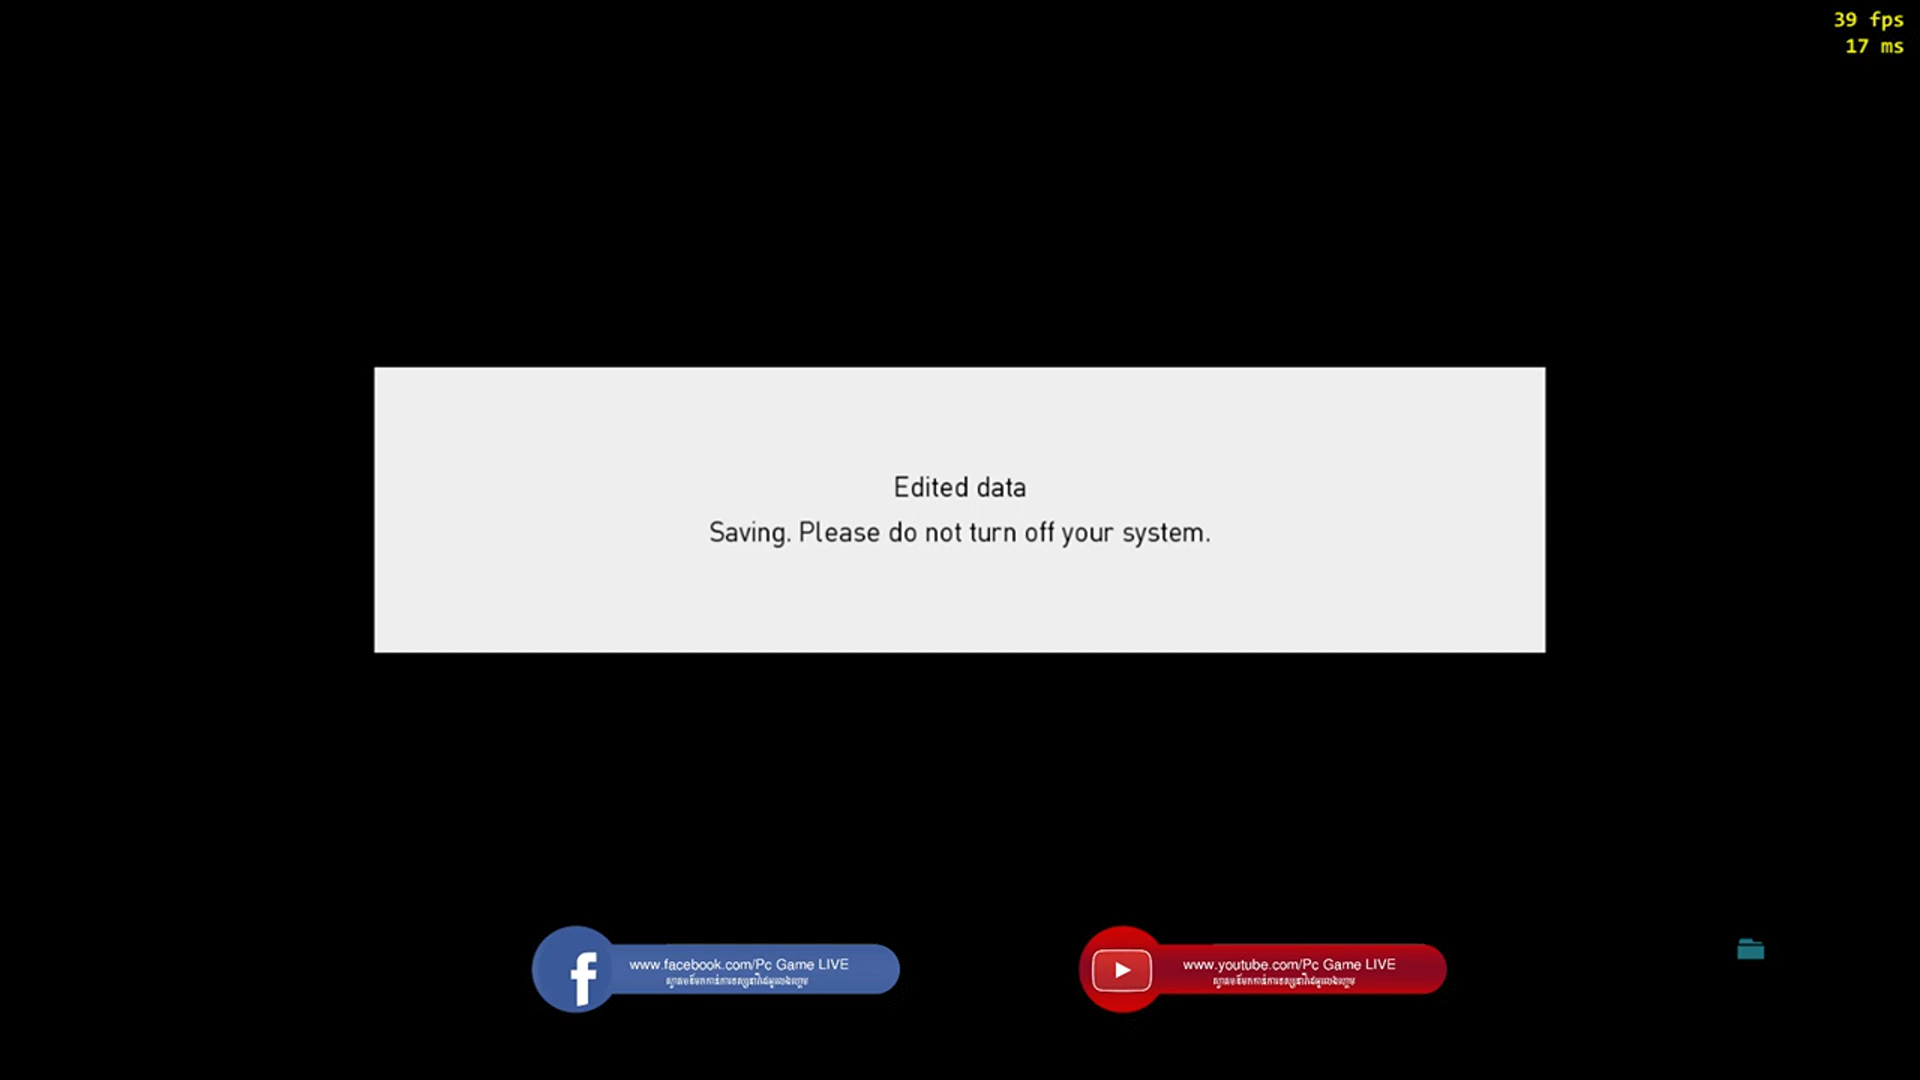 39 fps
17 ms
Edited data
Saving. Please do not turn off your system.
www.facebook.com/Pc Game LIVE
www.youtube.com/Pc Game LIVE